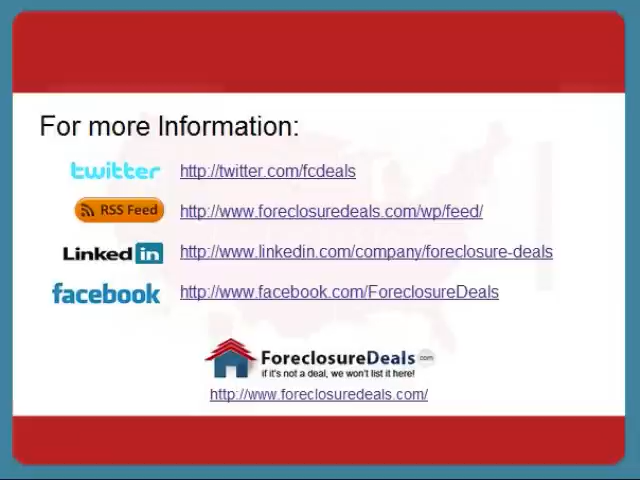 For more Information:
twitter http://twitter.com/fcdeals
RSS Feed http://www.foreclosuredeals.com/wp/feed/
Linked in http://www.linkedin.com/company/foreclosure-deals
facebook http://www.facebook.com/ForeclosureDeals
ForeclosureDeals .com
if it's not a deal, we won't list it here!
http://www.foreclosuredeals.com/